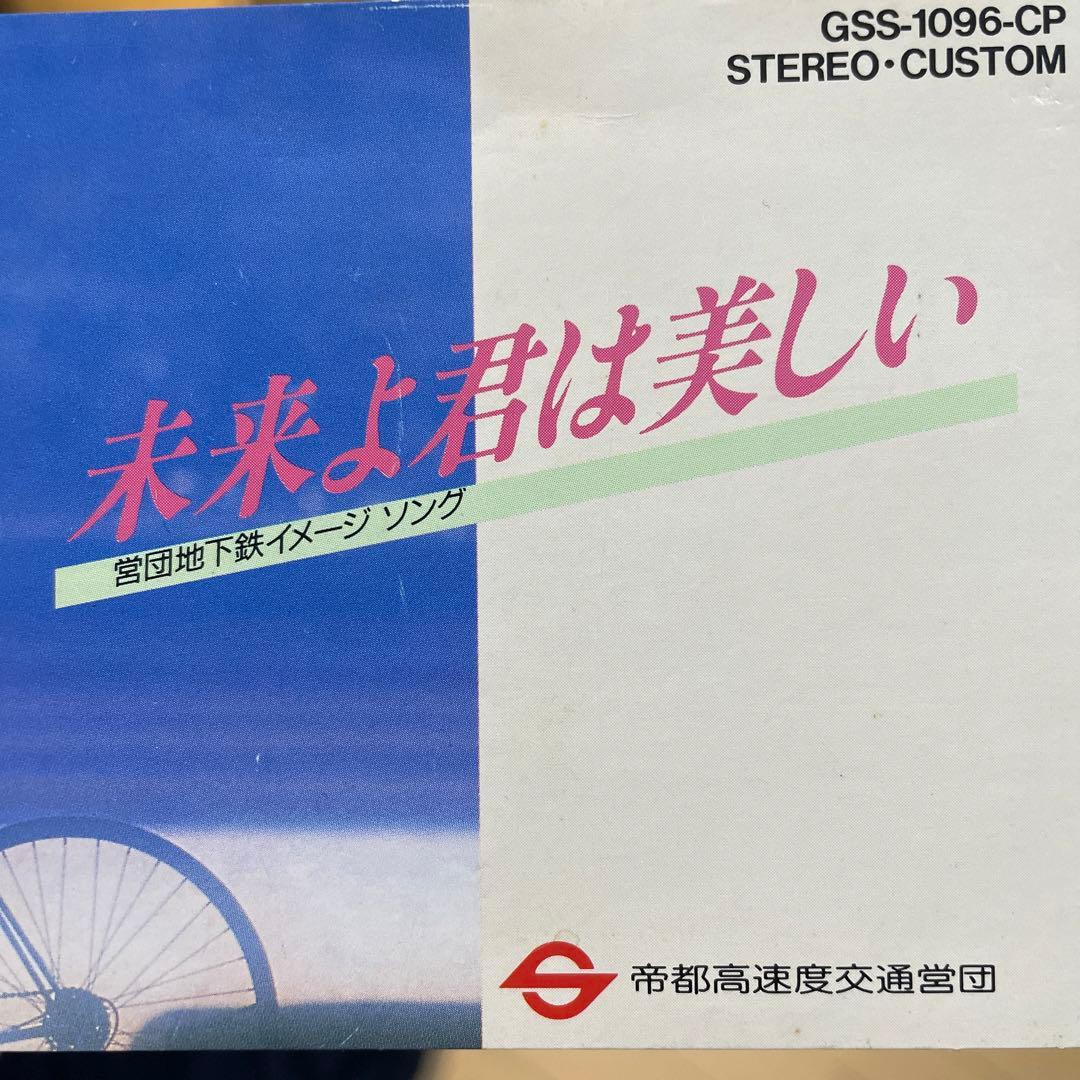 GSS-1096-CP
STEREO・CUSTOM
未来よ君は美しい
営団地下鉄イメージ ソング
帝都高速度交通営団